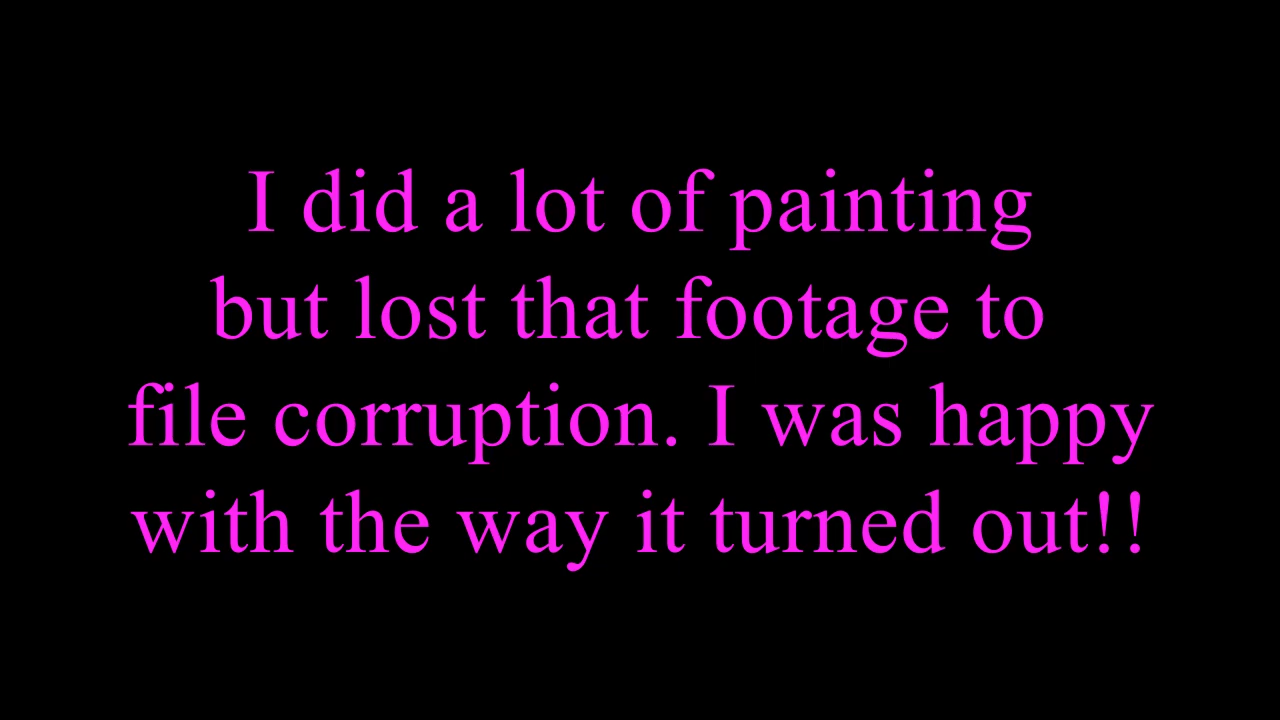 I did a lot of painting
but lost that footage to
file corruption. I was happy
with the way it turned out!!